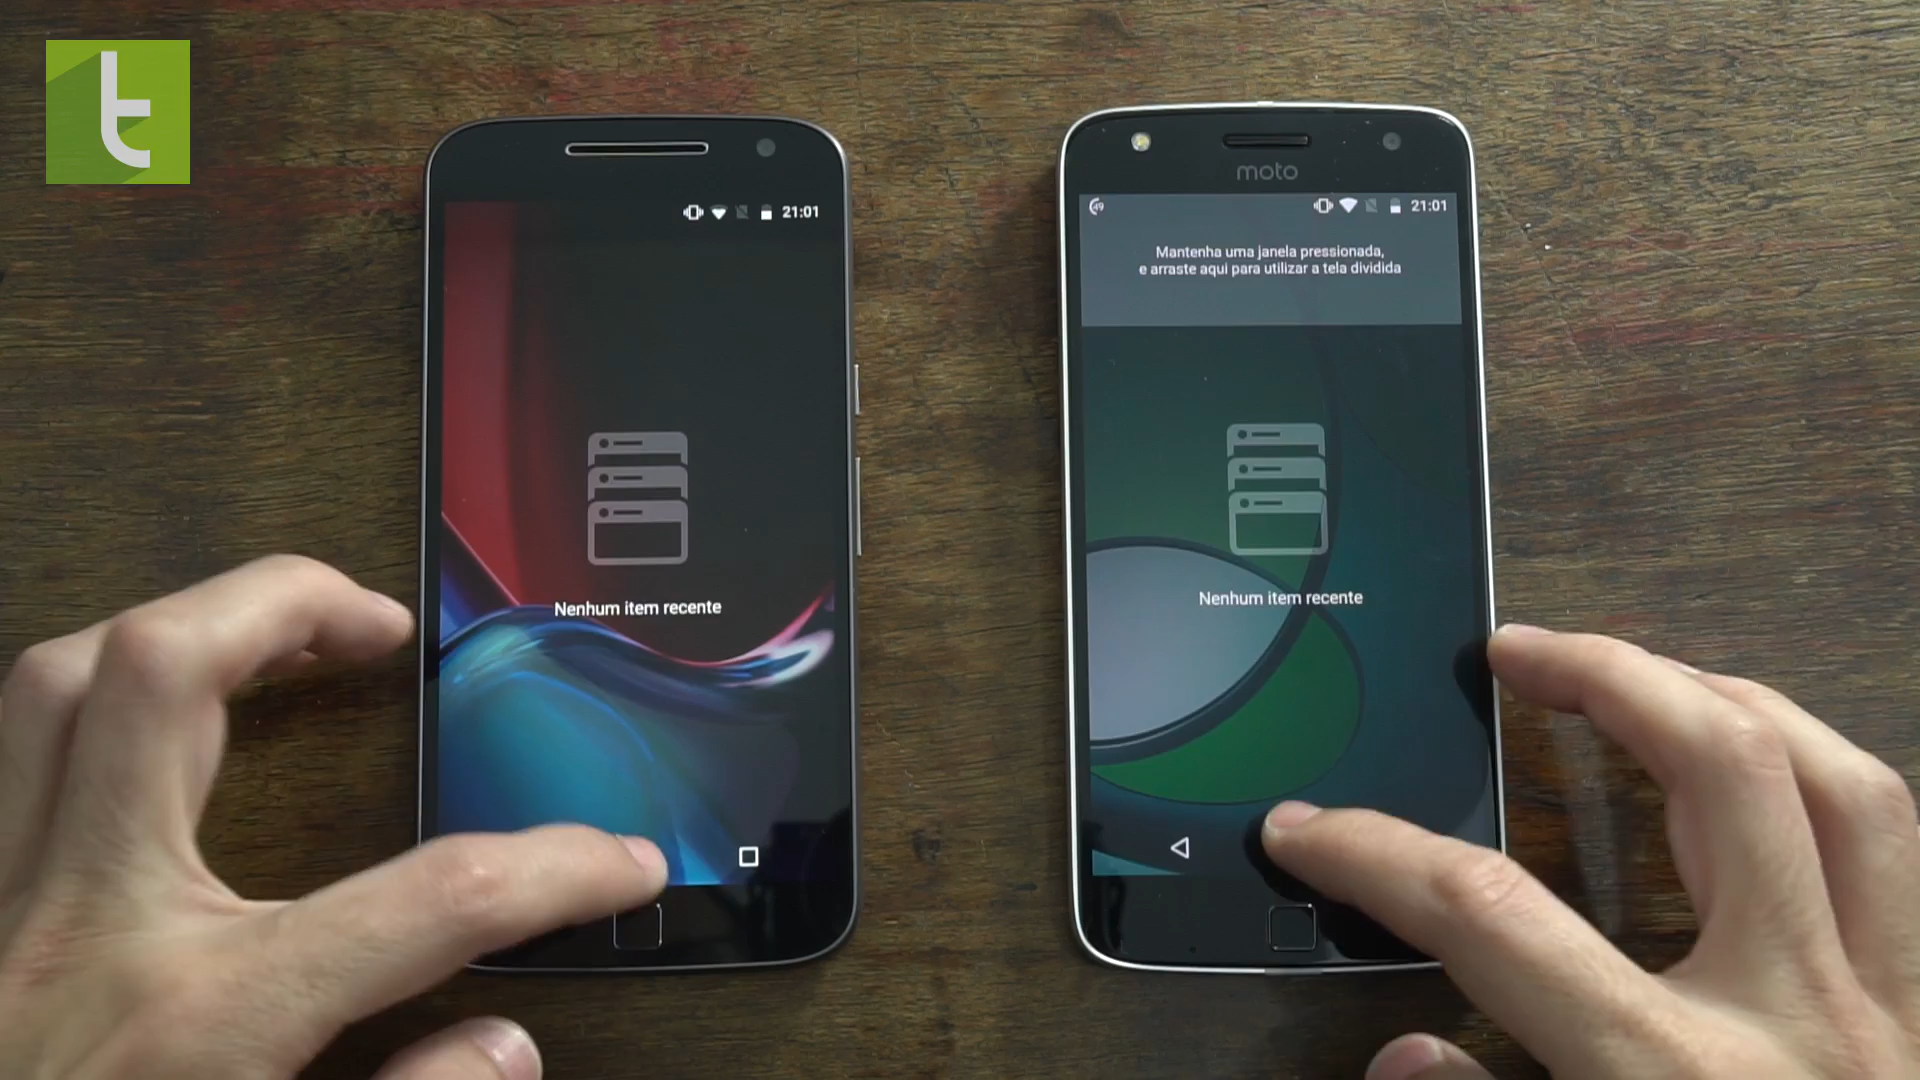 t
21:01
Nenhum item recente
moto
49
21:01
Mantenha uma janela pressionada,
e arraste aqui para utilizar a tela dividida
Nenhum item recente